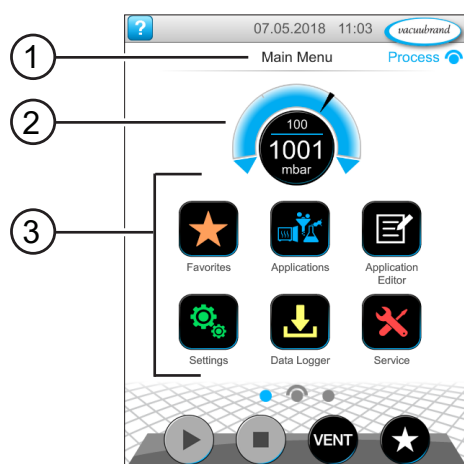 ? 07.05.2018 11:03 vacuubrand
1 Main Menu Process
2
100
1001
mbar
3
Favorites Applications Application
Editor
Settings Data Logger Service
VENT